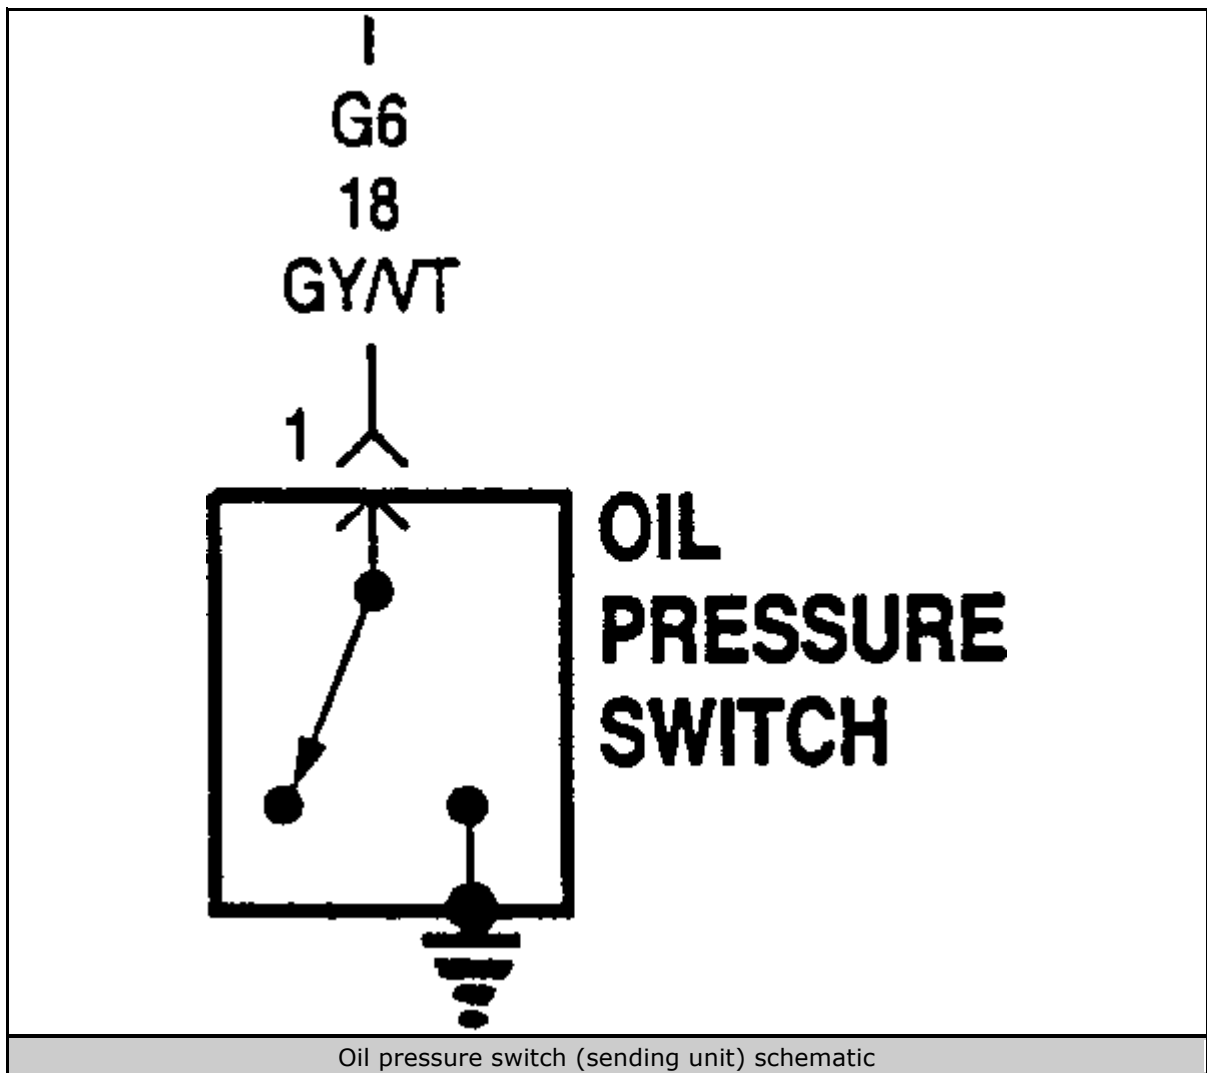 G6
18
GY/VT
1
OIL
PRESSURE
SWITCH
Oil pressure switch (sending unit) schematic